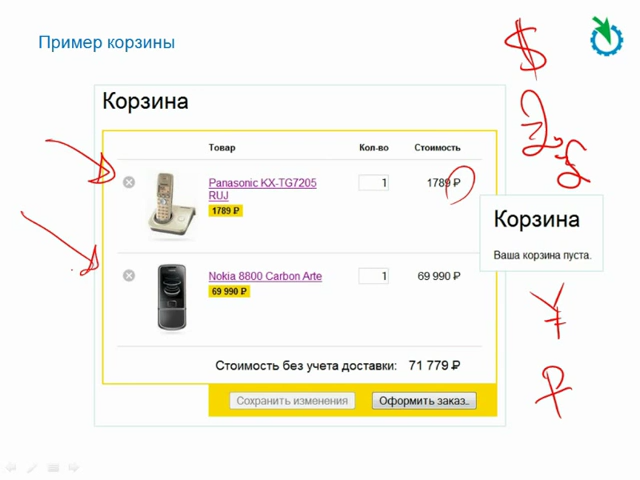 Пример корзины
$
Корзина
Товар Кол-во Стоимость
Panasonic KX-TG7205 1 1789 ₽
RUJ
1789 ₽
Корзина
Ваша корзина пуста.
Nokia 8800 Carbon Arte 1 69 990 ₽
69 990 ₽
¥
Стоимость без учета доставки: 71 779 ₽
₽
Сохранить изменения Оформить заказ..